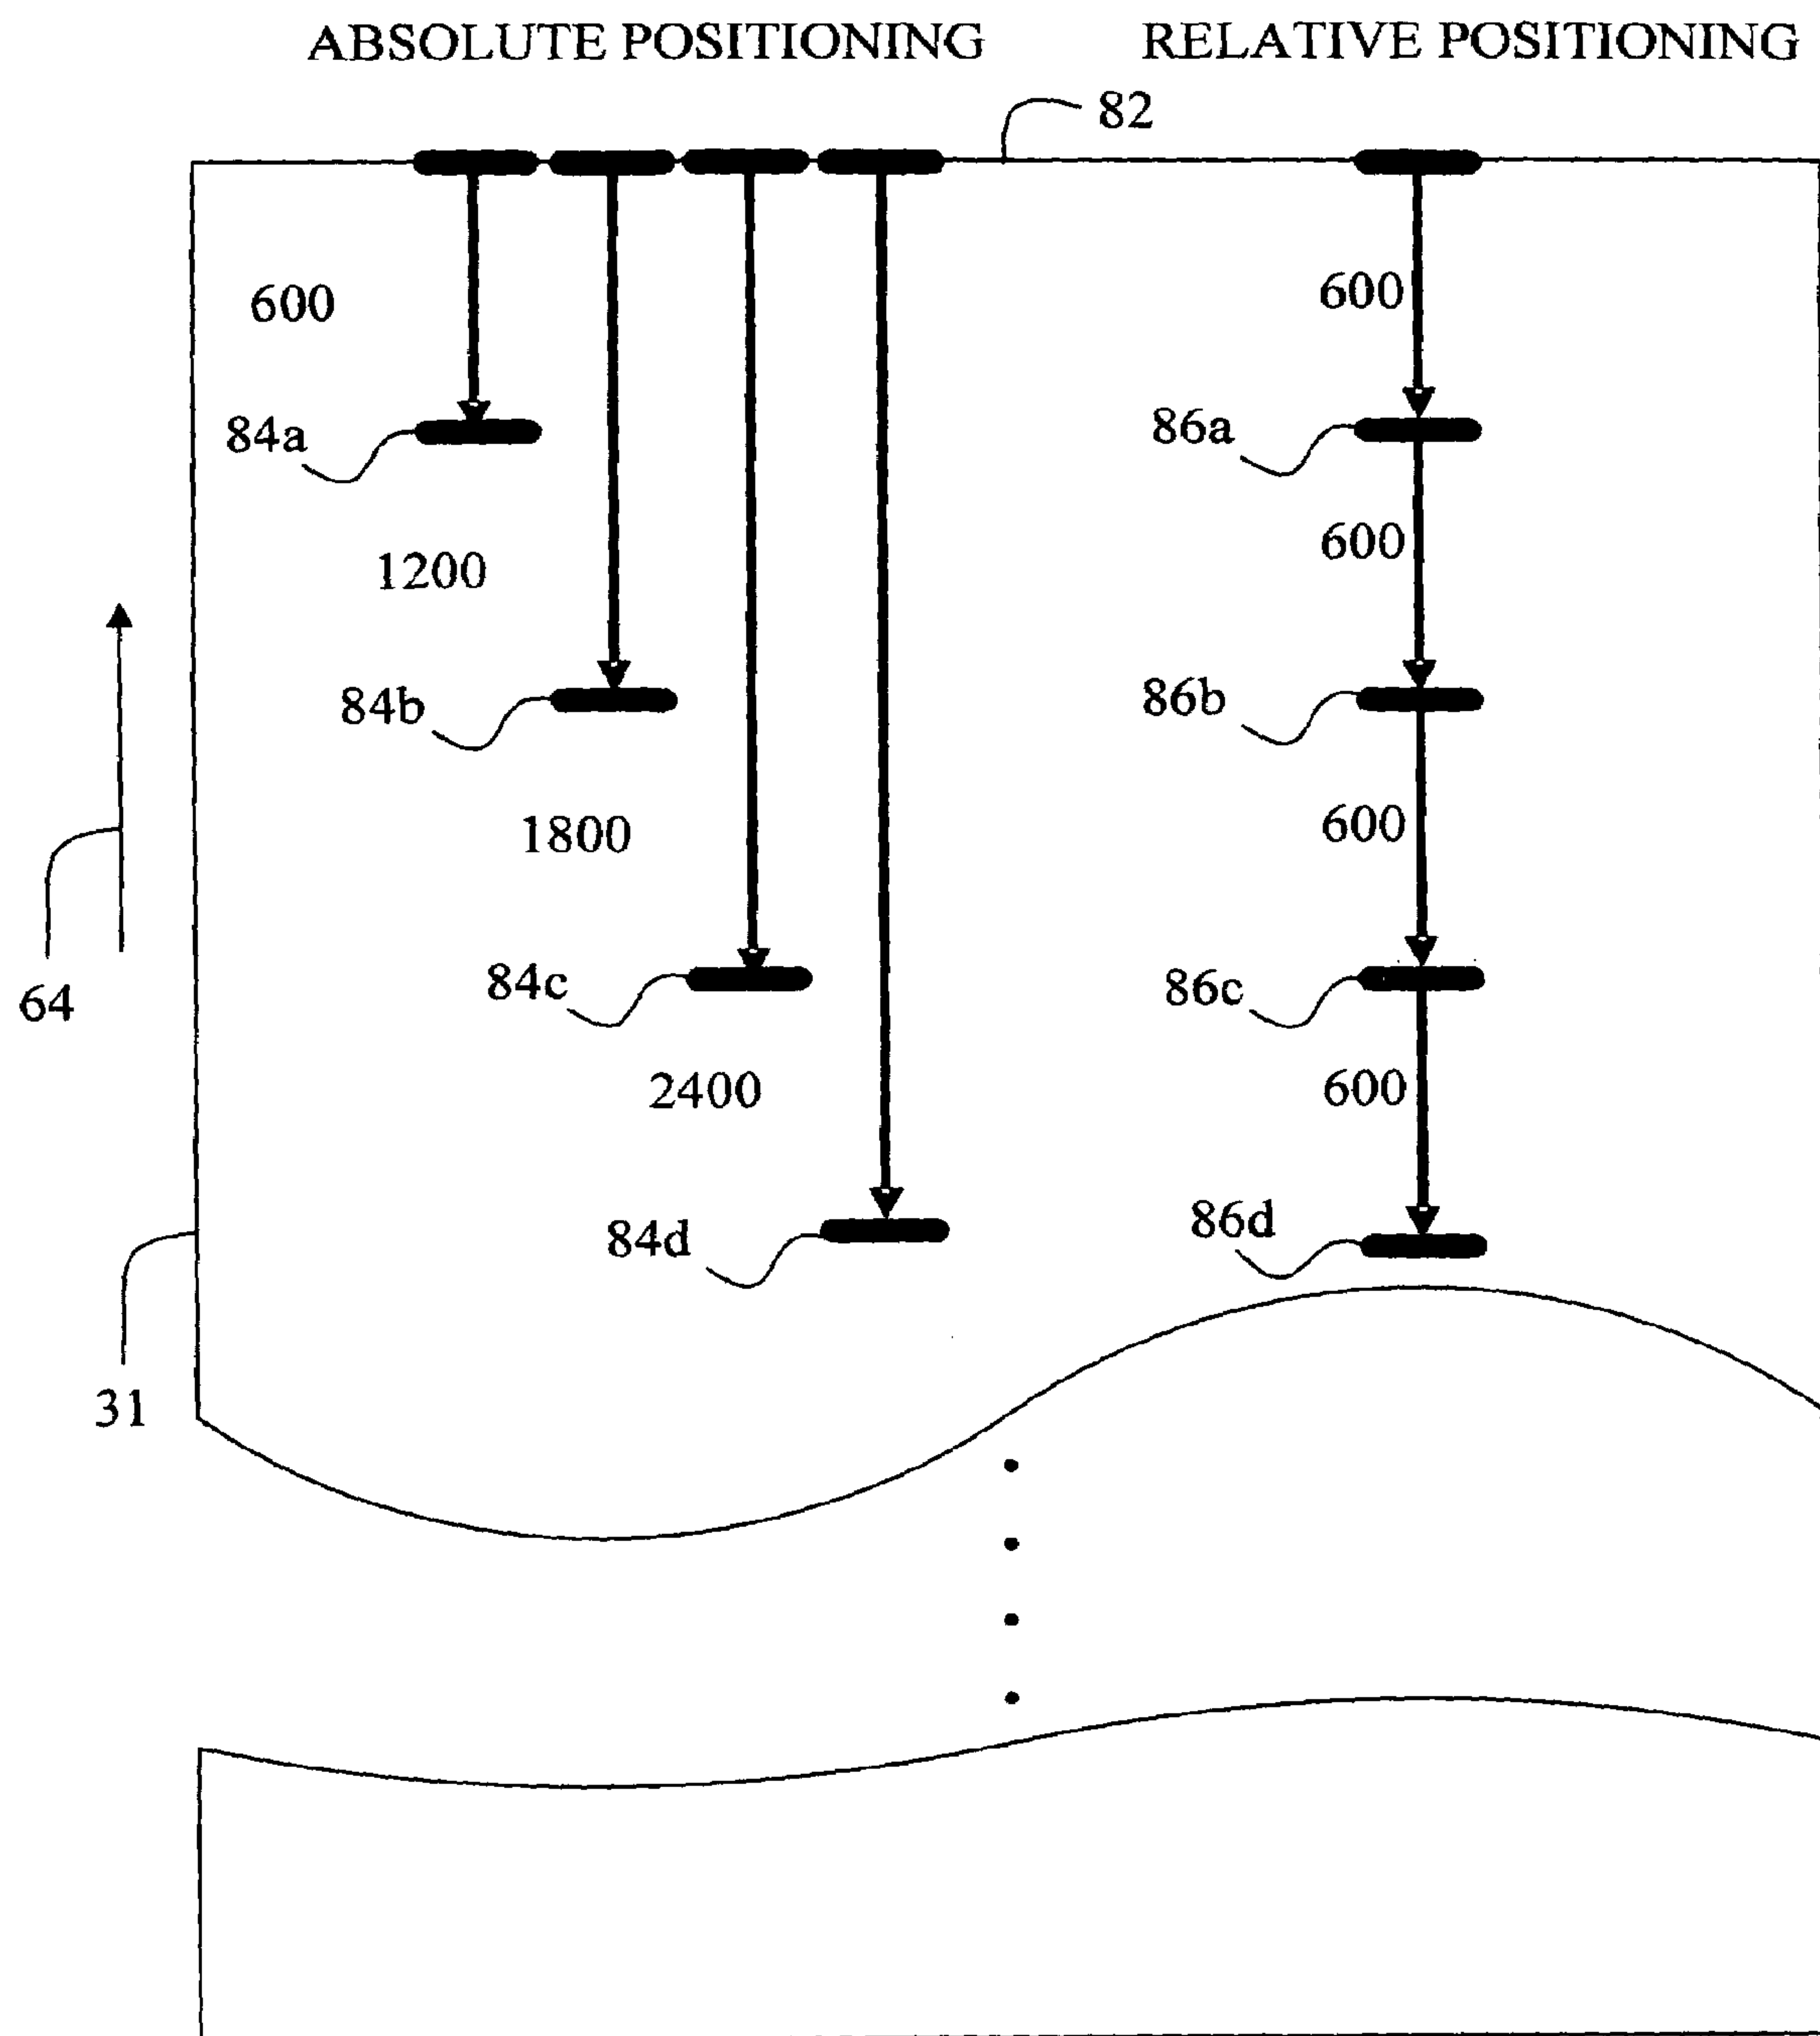 ABSOLUTE POSITIONING RELATIVE POSITIONING
82
600 600
84a 86a
1200 600
84b 86b
1800 600
84c 86c
64
2400 600
84d 86d
31